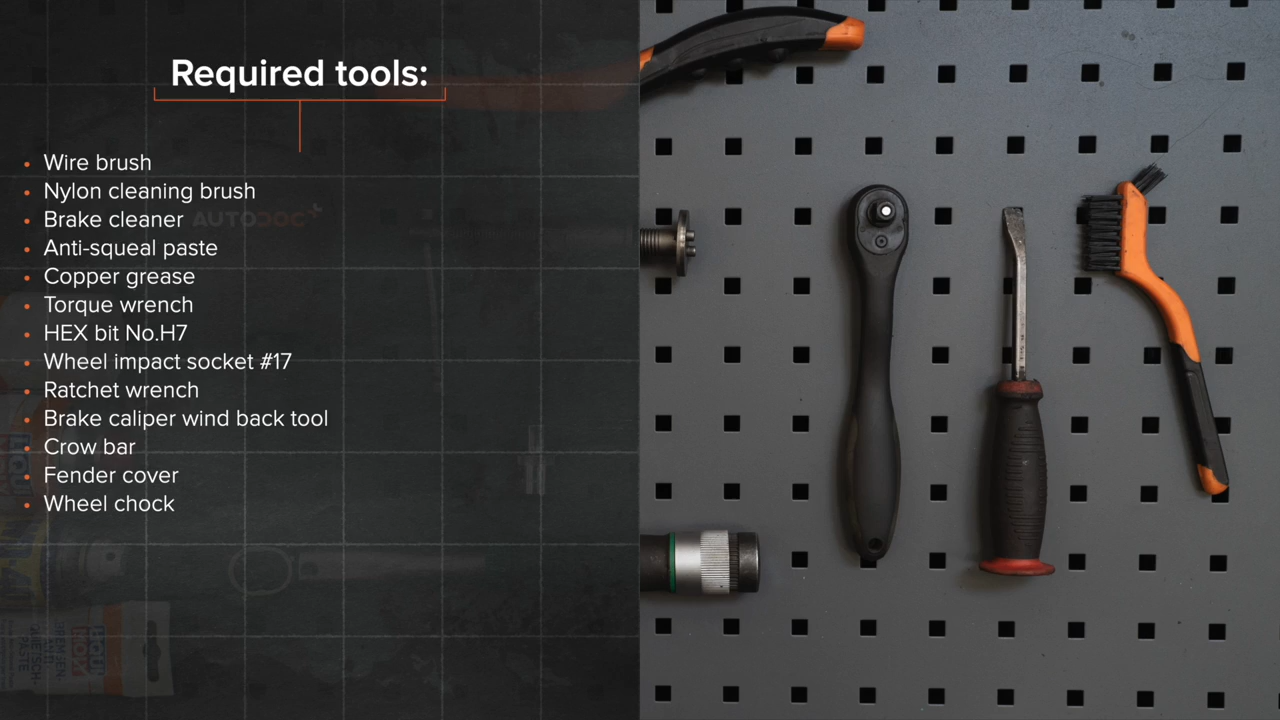 Required tools:
Wire brush
Nylon cleaning brush
AUTODOC
Brake cleaner
Anti-squeal paste
Copper grease
Torque wrench
HEX bit No.H7
Wheel impact socket #17
Ratchet wrench
Brake caliper wind back tool
Crow bar
Fender cover
Wheel chock